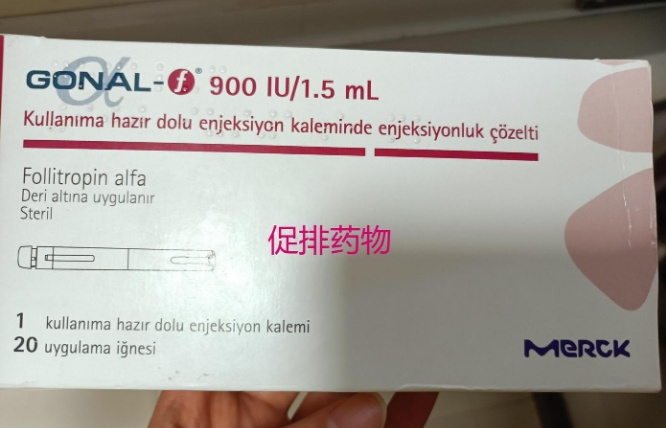 GONAL-f® 900 IU/1.5 mL
Kullanıma hazır dolu enjeksiyon kaleminde enjeksiyonluk çözelti
Follitropin alfa
Deri altına uygulanır
Steril
促排药物
1 kullanıma hazır dolu enjeksiyon kalemi
20 uygulama iğnesi
MERCK